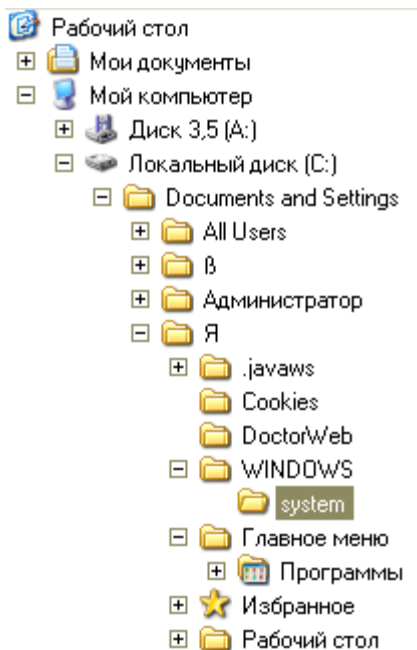 Рабочий стол
Мои документы
Мой компьютер
Диск 3,5 (A:)
Локальный диск (C:)
Documents and Settings
All Users
ß
Администратор
Я
.javaws
Cookies
DoctorWeb
WINDOWS
system
Главное меню
Программы
Избранное
Рабочий стол